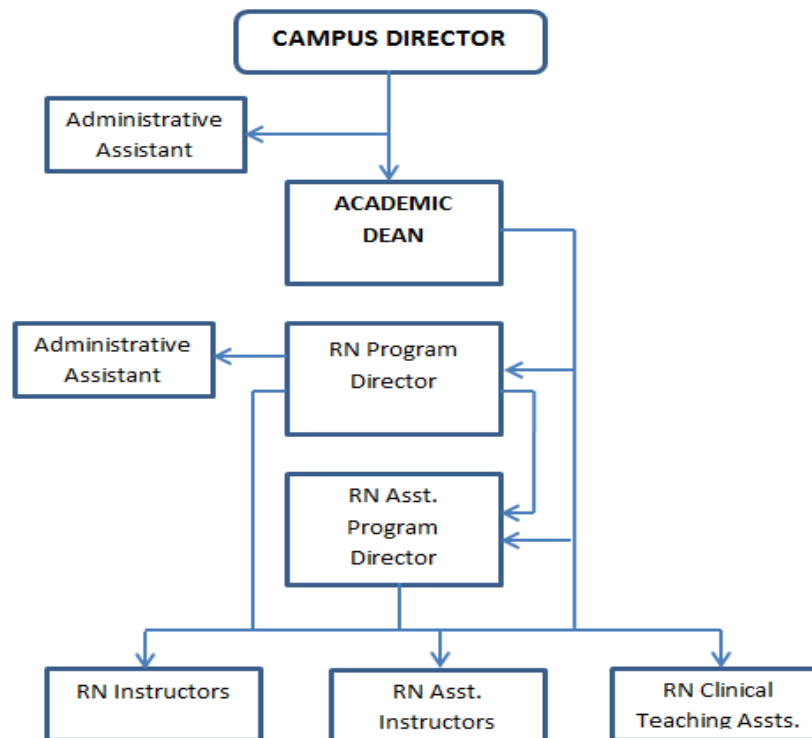 CAMPUS DIRECTOR
Administrative
Assistant
ACADEMIC
DEAN
Administrative
Assistant
RN Program
Director
RN Asst.
Program
Director
RN Instructors
RN Asst.
Instructors
RN Clinical
Teaching Assts.